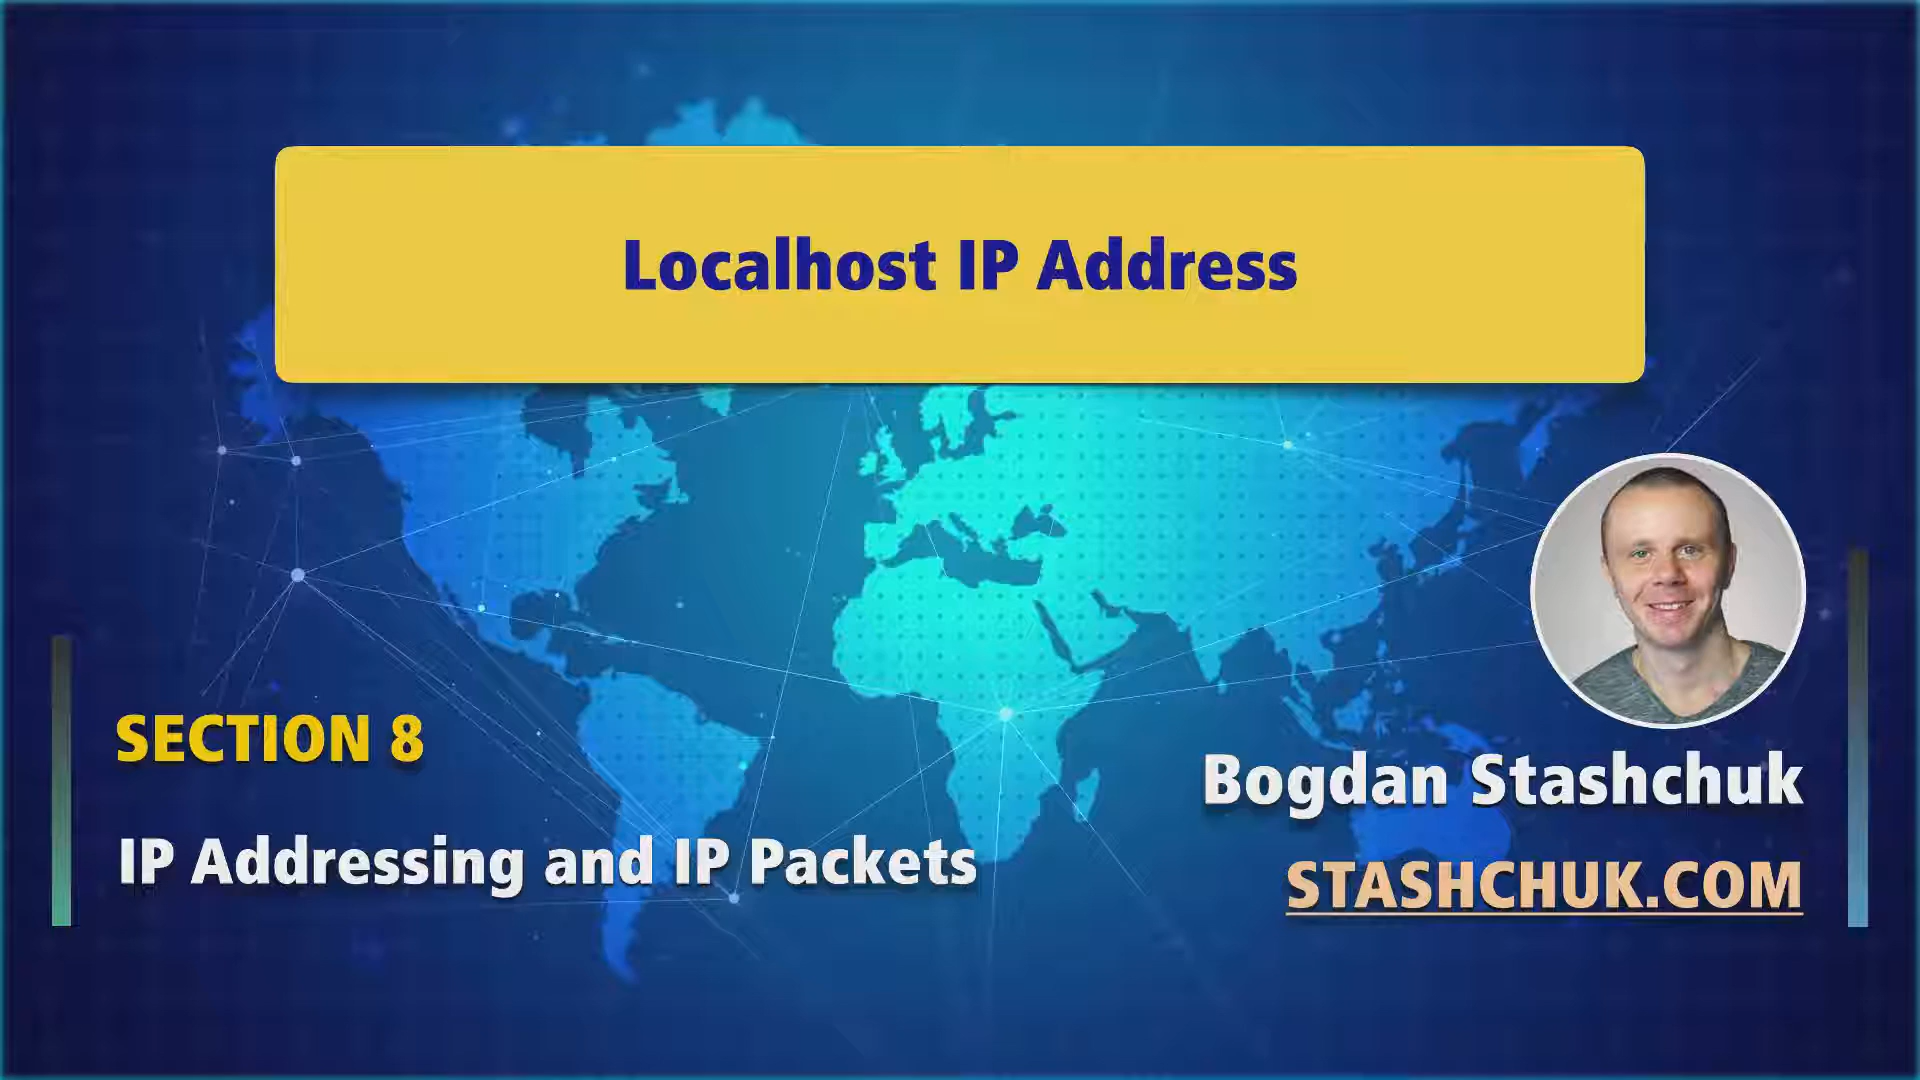 Localhost IP Address
SECTION 8
IP Addressing and IP Packets
Bogdan Stashchuk
STASHCHUK.COM